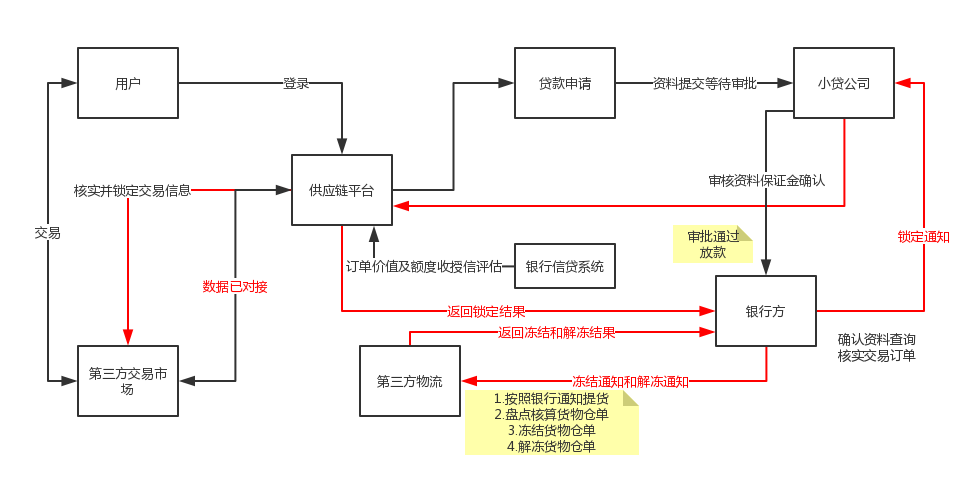 用户
登录
贷款申请
资料提交等待审批
小贷公司
核实并锁定交易信息
供应链平台
审核资料保证金确认
交易
审批通过
放款
锁定通知
订单价值及额度收授信评估
银行信贷系统
数据已对接
返回锁定结果
银行方
返回冻结和解冻结果
确认资料查询
核实交易订单
第三方交易市
场
第三方物流
冻结通知和解冻通知
1.按照银行通知提货
2.盘点核算货物仓单
3.冻结货物仓单
4.解冻货物仓单